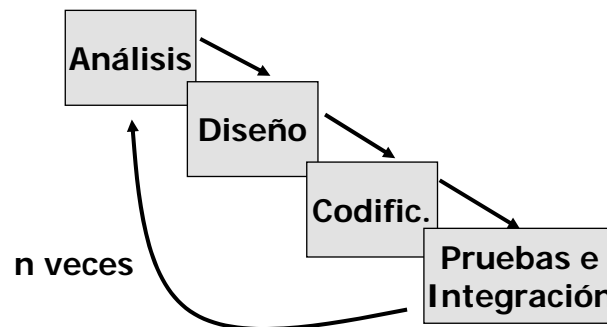 Análisis
Diseño
Codific.
n veces
Pruebas e
Integración